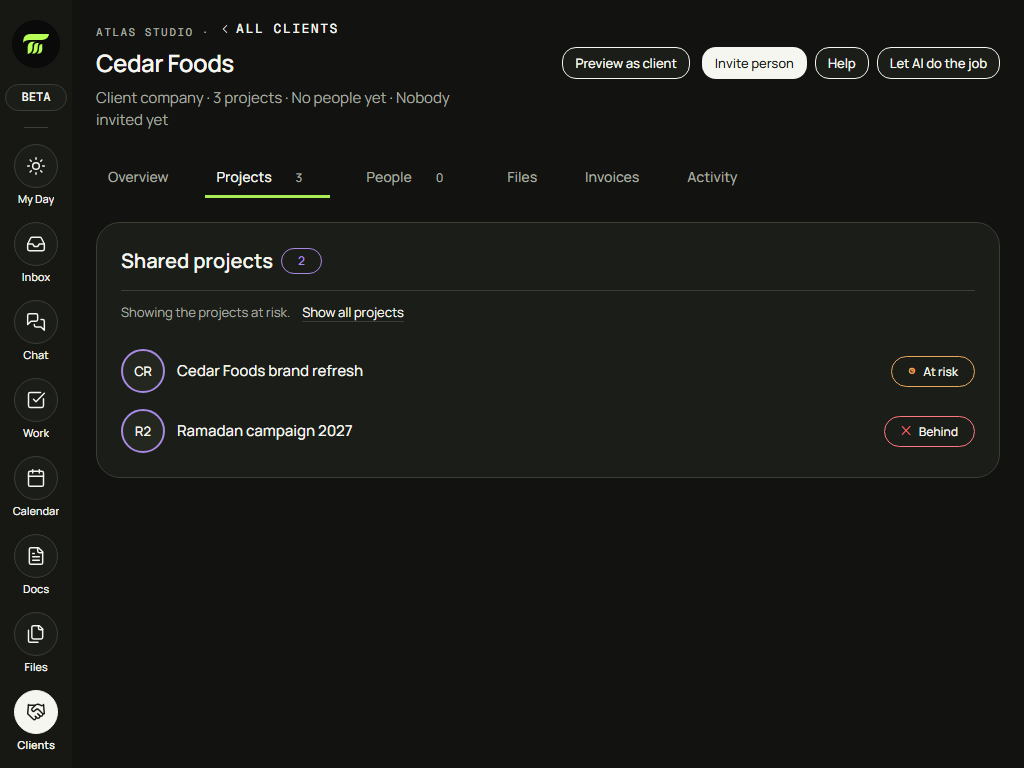 ATLAS STUDIO · ALL CLIENTS
Cedar Foods
Client company · 3 projects · No people yet · Nobody
invited yet
Preview as client
Invite person
Help
Let AI do the job
BETA
My Day
Inbox
Chat
Work
Calendar
Docs
Files
Clients
Overview
Projects 3
People 0
Files
Invoices
Activity
Shared projects 2
Showing the projects at risk. Show all projects
CR Cedar Foods brand refresh At risk
R2 Ramadan campaign 2027 Behind